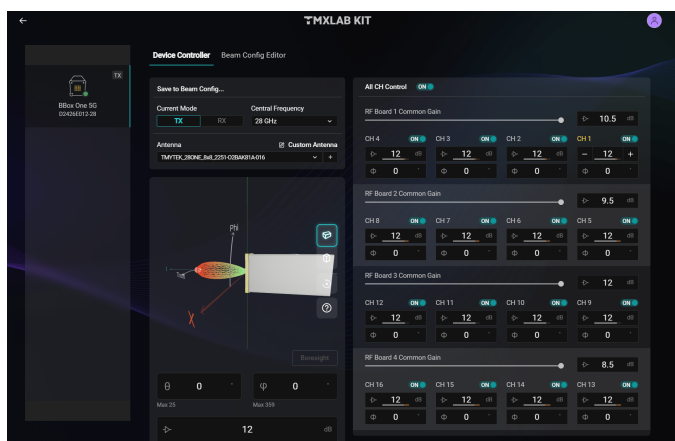 TMXLAB KIT
Device Controller Beam Config Editor
TX
BBox One 5G
D2426E012-28
Save to Beam Config...
Current Mode Central Frequency
TX RX 28 GHz
Antenna Custom Antenna
TMYTEK_28ONE_8x8_2251-02BAK81A-016 +
Phi
X
Boresight
θ 0 ° φ 0 °
Max 25 Max 359
12 dB
All CH Control ON
RF Board 1 Common Gain
10.5 dB
CH 4 ON CH 3 ON CH 2 ON CH 1 ON
12 dB 12 dB 12 dB − 12 +
Φ 0 ° Φ 0 ° Φ 0 ° Φ 0 °
RF Board 2 Common Gain
9.5 dB
CH 8 ON CH 7 ON CH 6 ON CH 5 ON
12 dB 12 dB 12 dB 12 dB
Φ 0 ° Φ 0 ° Φ 0 ° Φ 0 °
RF Board 3 Common Gain
12 dB
CH 12 ON CH 11 ON CH 10 ON CH 9 ON
12 dB 12 dB 12 dB 12 dB
Φ 0 ° Φ 0 ° Φ 0 ° Φ 0 °
RF Board 4 Common Gain
8.5 dB
CH 16 ON CH 15 ON CH 14 ON CH 13 ON
12 dB 12 dB 12 dB 12 dB
Φ 0 ° Φ 0 ° Φ 0 ° Φ 0 °